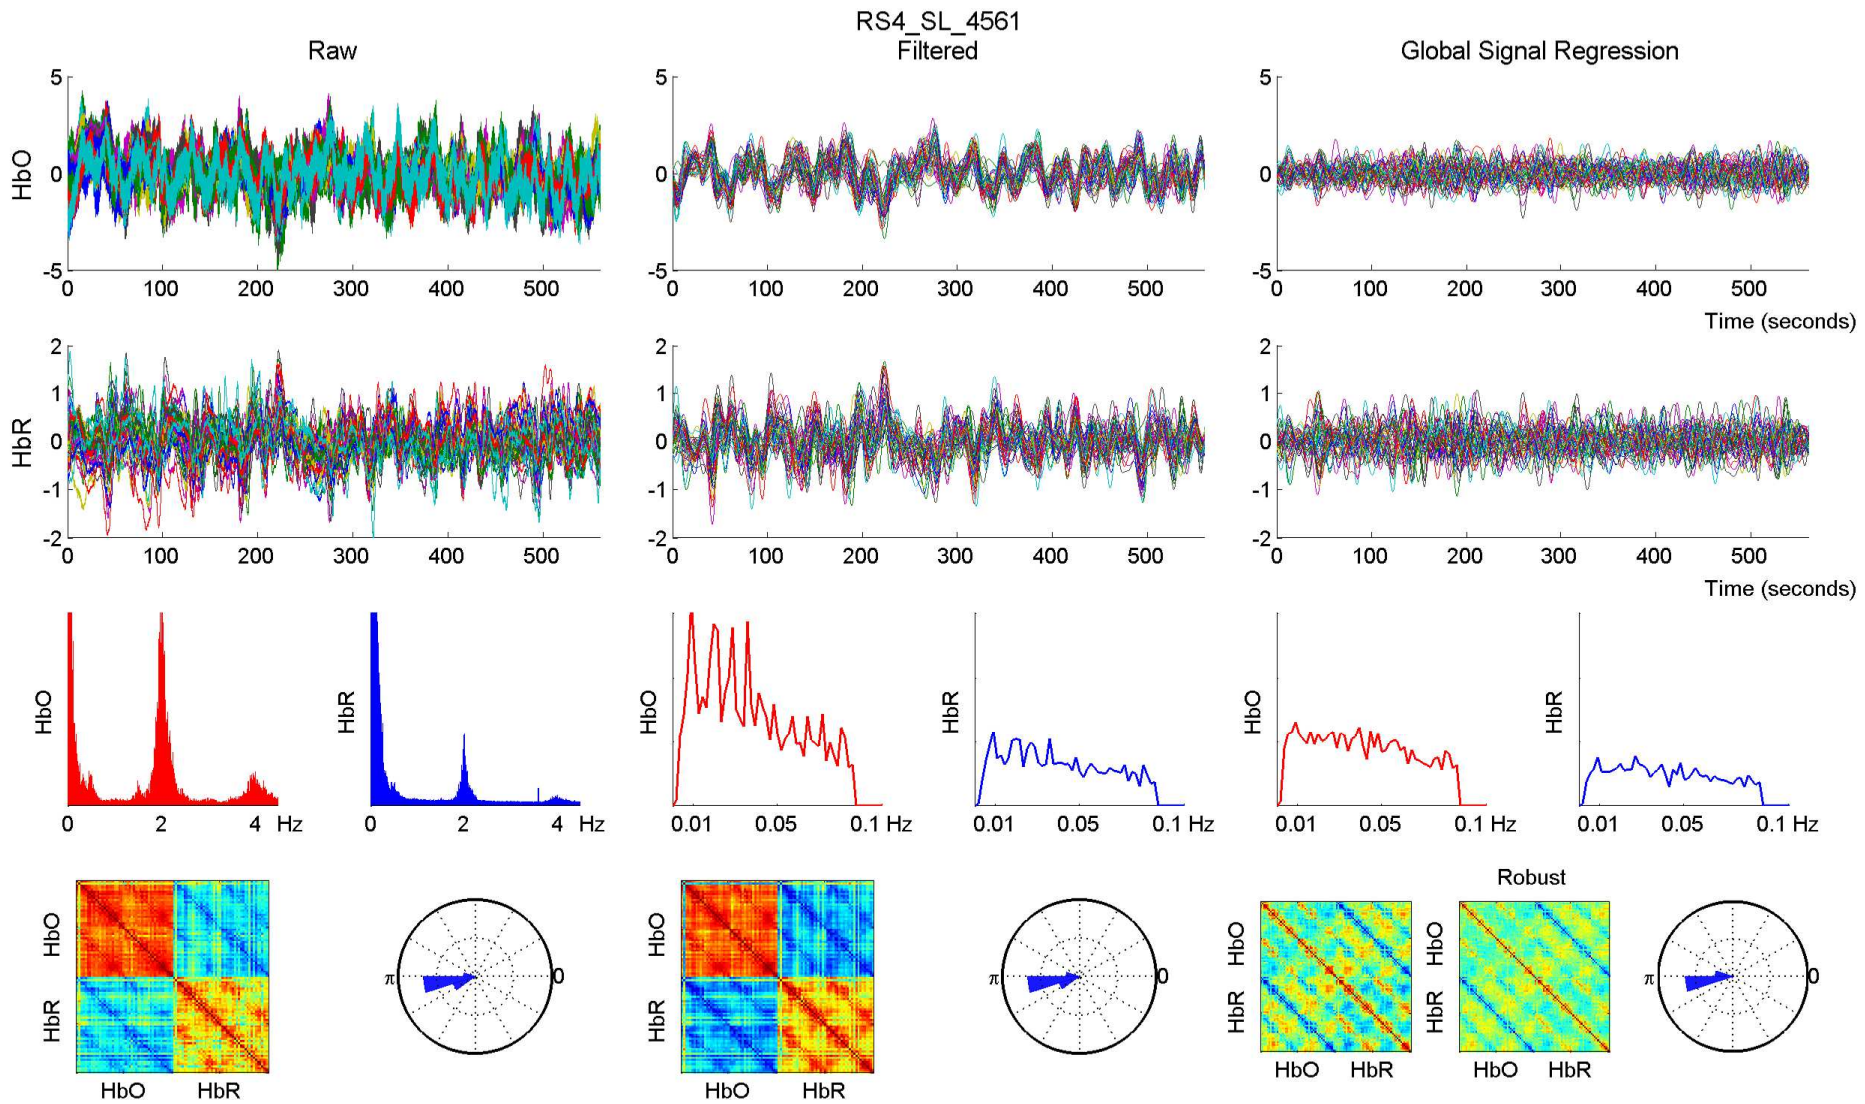 RS4_SL_4561
Raw
Filtered
Global Signal Regression
HbO
5
0
-5
0 100 200 300 400 500
5
0
-5
0 100 200 300 400 500
5
0
-5
0 100 200 300 400 500
Time (seconds)
HbR
2
1
0
-1
-2
0 100 200 300 400 500
2
1
0
-1
-2
0 100 200 300 400 500
2
1
0
-1
-2
0 100 200 300 400 500
Time (seconds)
HbO
0 2 4 Hz
HbR
0 2 4 Hz
HbO
0.01 0.05 0.1 Hz
HbR
0.01 0.05 0.1 Hz
HbO
0.01 0.05 0.1 Hz
HbR
0.01 0.05 0.1 Hz
HbO
HbR
HbO HbR
π 0
HbO
HbR
HbO HbR
π 0
HbO
HbR
HbO HbR
Robust
HbO
HbR
HbO HbR
π 0